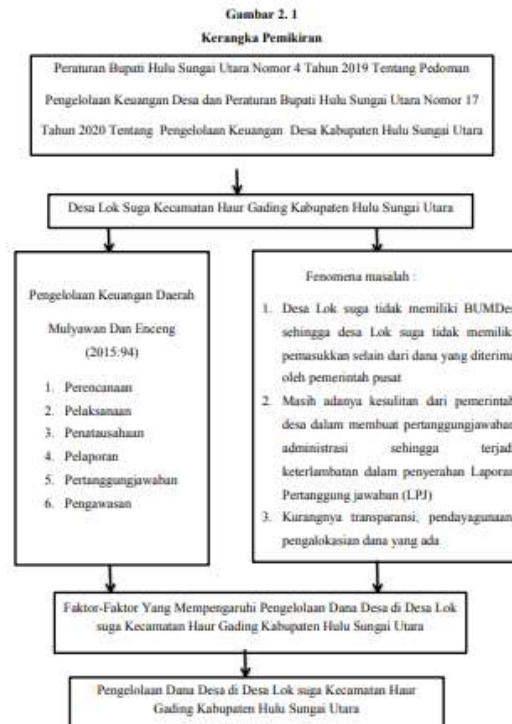 Gambar 2. 1
Kerangka Pemikiran
Peraturan Bupati Hulu Sungai Utara Nomor 4 Tahun 2019 Tentang Pedoman
Pengelolaan Keuangan Desa dan Peraturan Bupati Hulu Sungai Utara Nomor 17
Tahun 2020 Tentang Pengelolaan Keuangan Desa Kabupaten Hulu Sungai Utara
Desa Lok Suga Kecamatan Haur Gading Kabupaten Hulu Sungai Utara
Pengelolaan Keuangan Daerah
Mulyawan Dan Enceng
(2015:94)
1. Perencanaan
2. Pelaksanaan
3. Penatausahaan
4. Pelaporan
5. Pertanggungjawaban
6. Pengawasan
Fenomena masalah :
1. Desa Lok suga tidak memiliki BUMDes
sehingga desa Lok suga tidak memiliki
pemasukkan selain dari dana yang diterima
oleh pemerintah pusat
2. Masih adanya kesulitan dari pemerintah
desa dalam membuat pertanggungjawaban
administrasi sehingga terjadi
keterlambatan dalam penyerahan Laporan
Pertanggung jawaban (LPJ)
3. Kurangnya transparansi, pendayagunaan,
pengalokasian dana yang ada
Faktor-Faktor Yang Mempengaruhi Pengelolaan Dana Desa di Desa Lok
suga Kecamatan Haur Gading Kabupaten Hulu Sungai Utara
Pengelolaan Dana Desa di Desa Lok suga Kecamatan Haur
Gading Kabupaten Hulu Sungai Utara